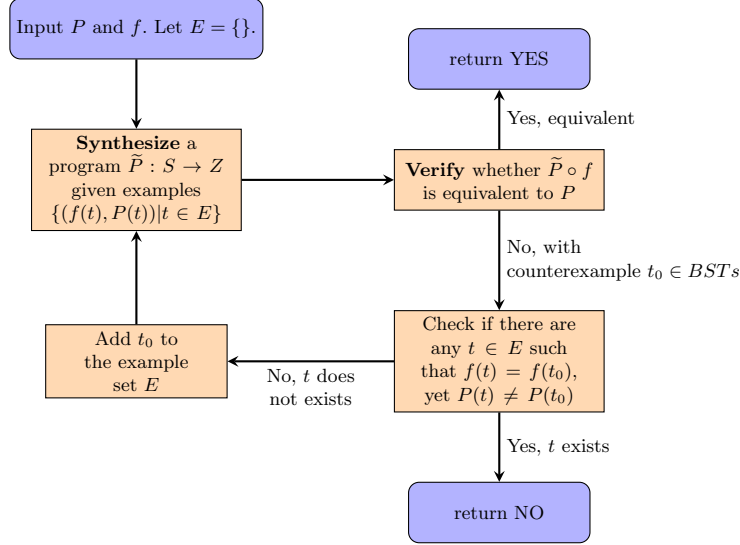 Input P and f. Let E = {}.
return YES
Yes, equivalent
Synthesize a
program P̃ : S → Z
given examples
{(f(t), P(t))|t ∈ E}
Verify whether P̃ ∘ f
is equivalent to P
No, with
counterexample t₀ ∈ BSTs
Check if there are
any t ∈ E such
that f(t) = f(t₀),
yet P(t) ≠ P(t₀)
No, t does
not exists
Add t₀ to
the example
set E
Yes, t exists
return NO